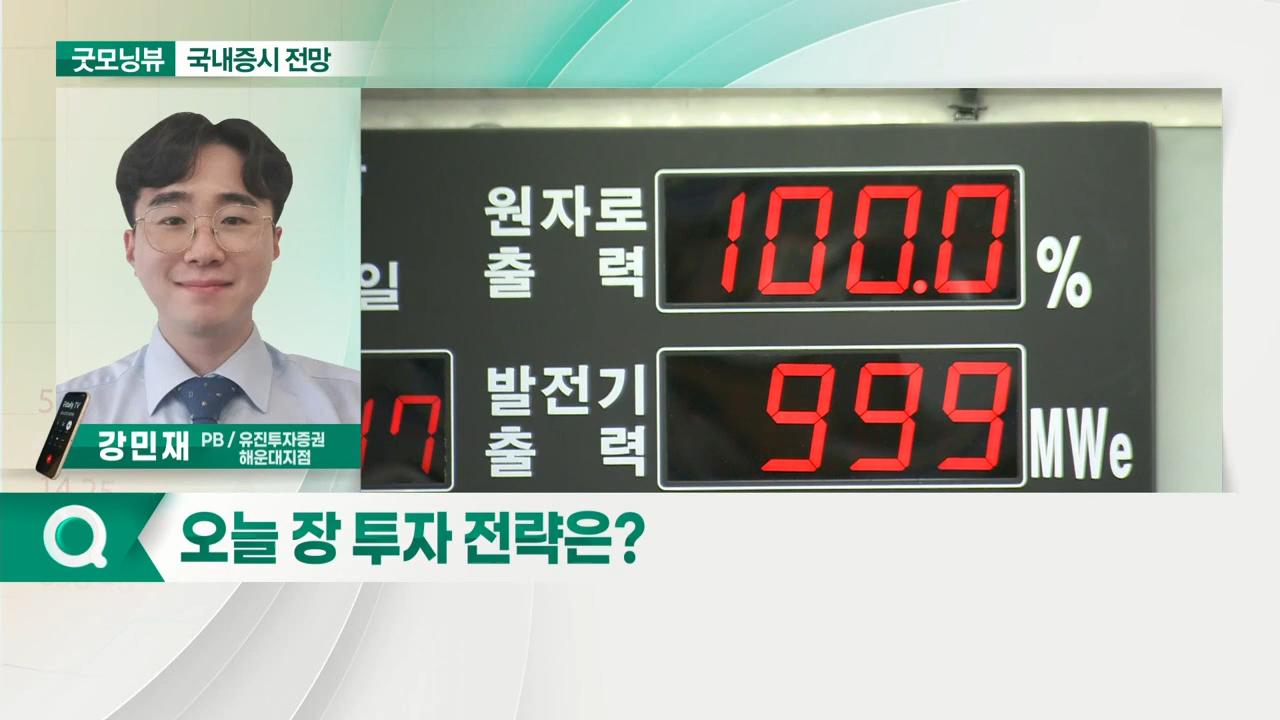 굿모닝뷰 국내증시 전망
원자로 출력 100.0 %
일
발전기 출력 999 MWe
17
강민재 PB / 유진투자증권
해운대지점
Q 오늘 장 투자 전략은?